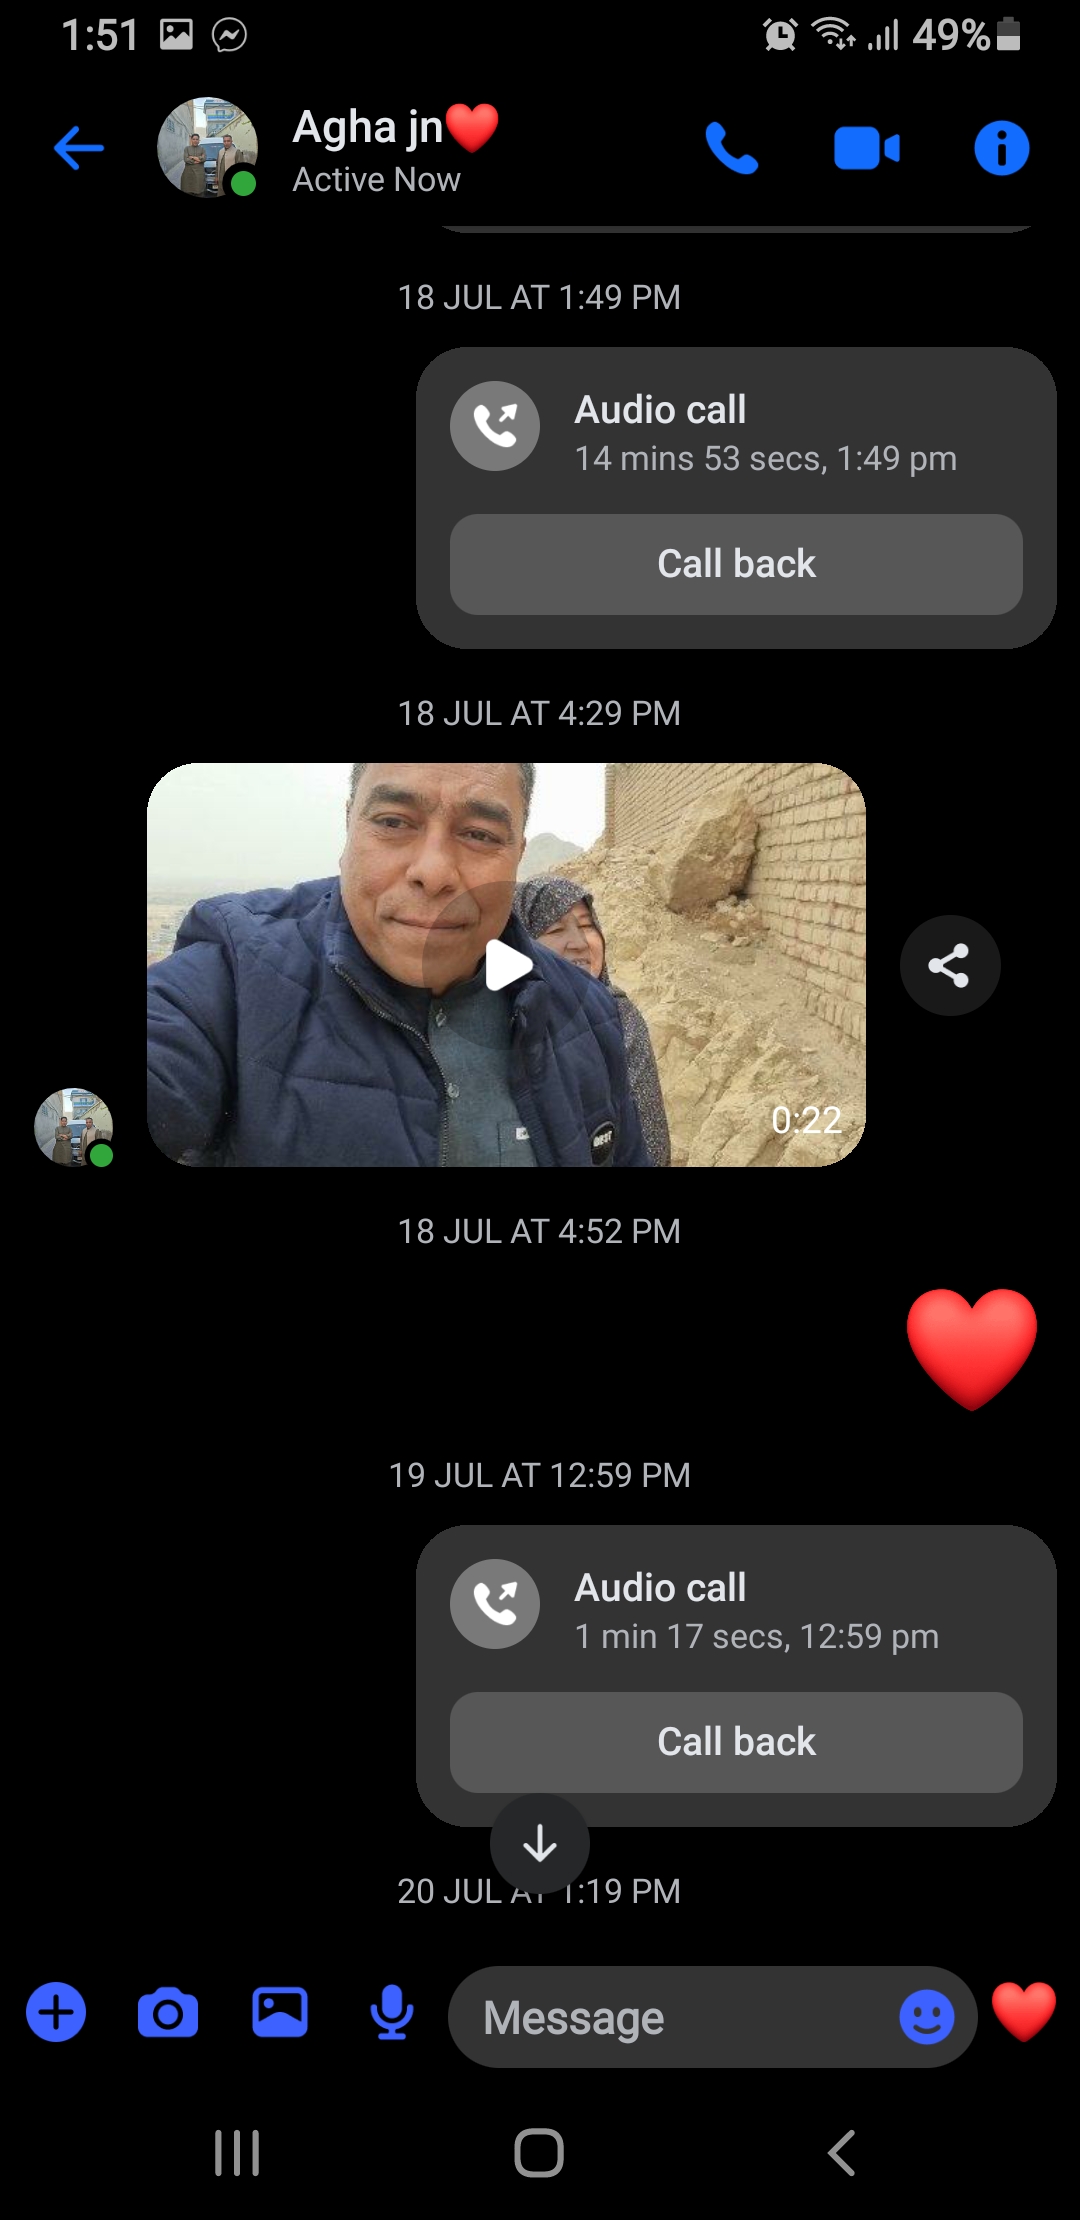 1:51
49%
Agha jn❤️
Active Now
18 JUL AT 1:49 PM
Audio call
14 mins 53 secs, 1:49 pm
Call back
18 JUL AT 4:29 PM
BEST
0:22
18 JUL AT 4:52 PM
❤️
19 JUL AT 12:59 PM
Audio call
1 min 17 secs, 12:59 pm
Call back
20 JUL AT 1:19 PM
Message